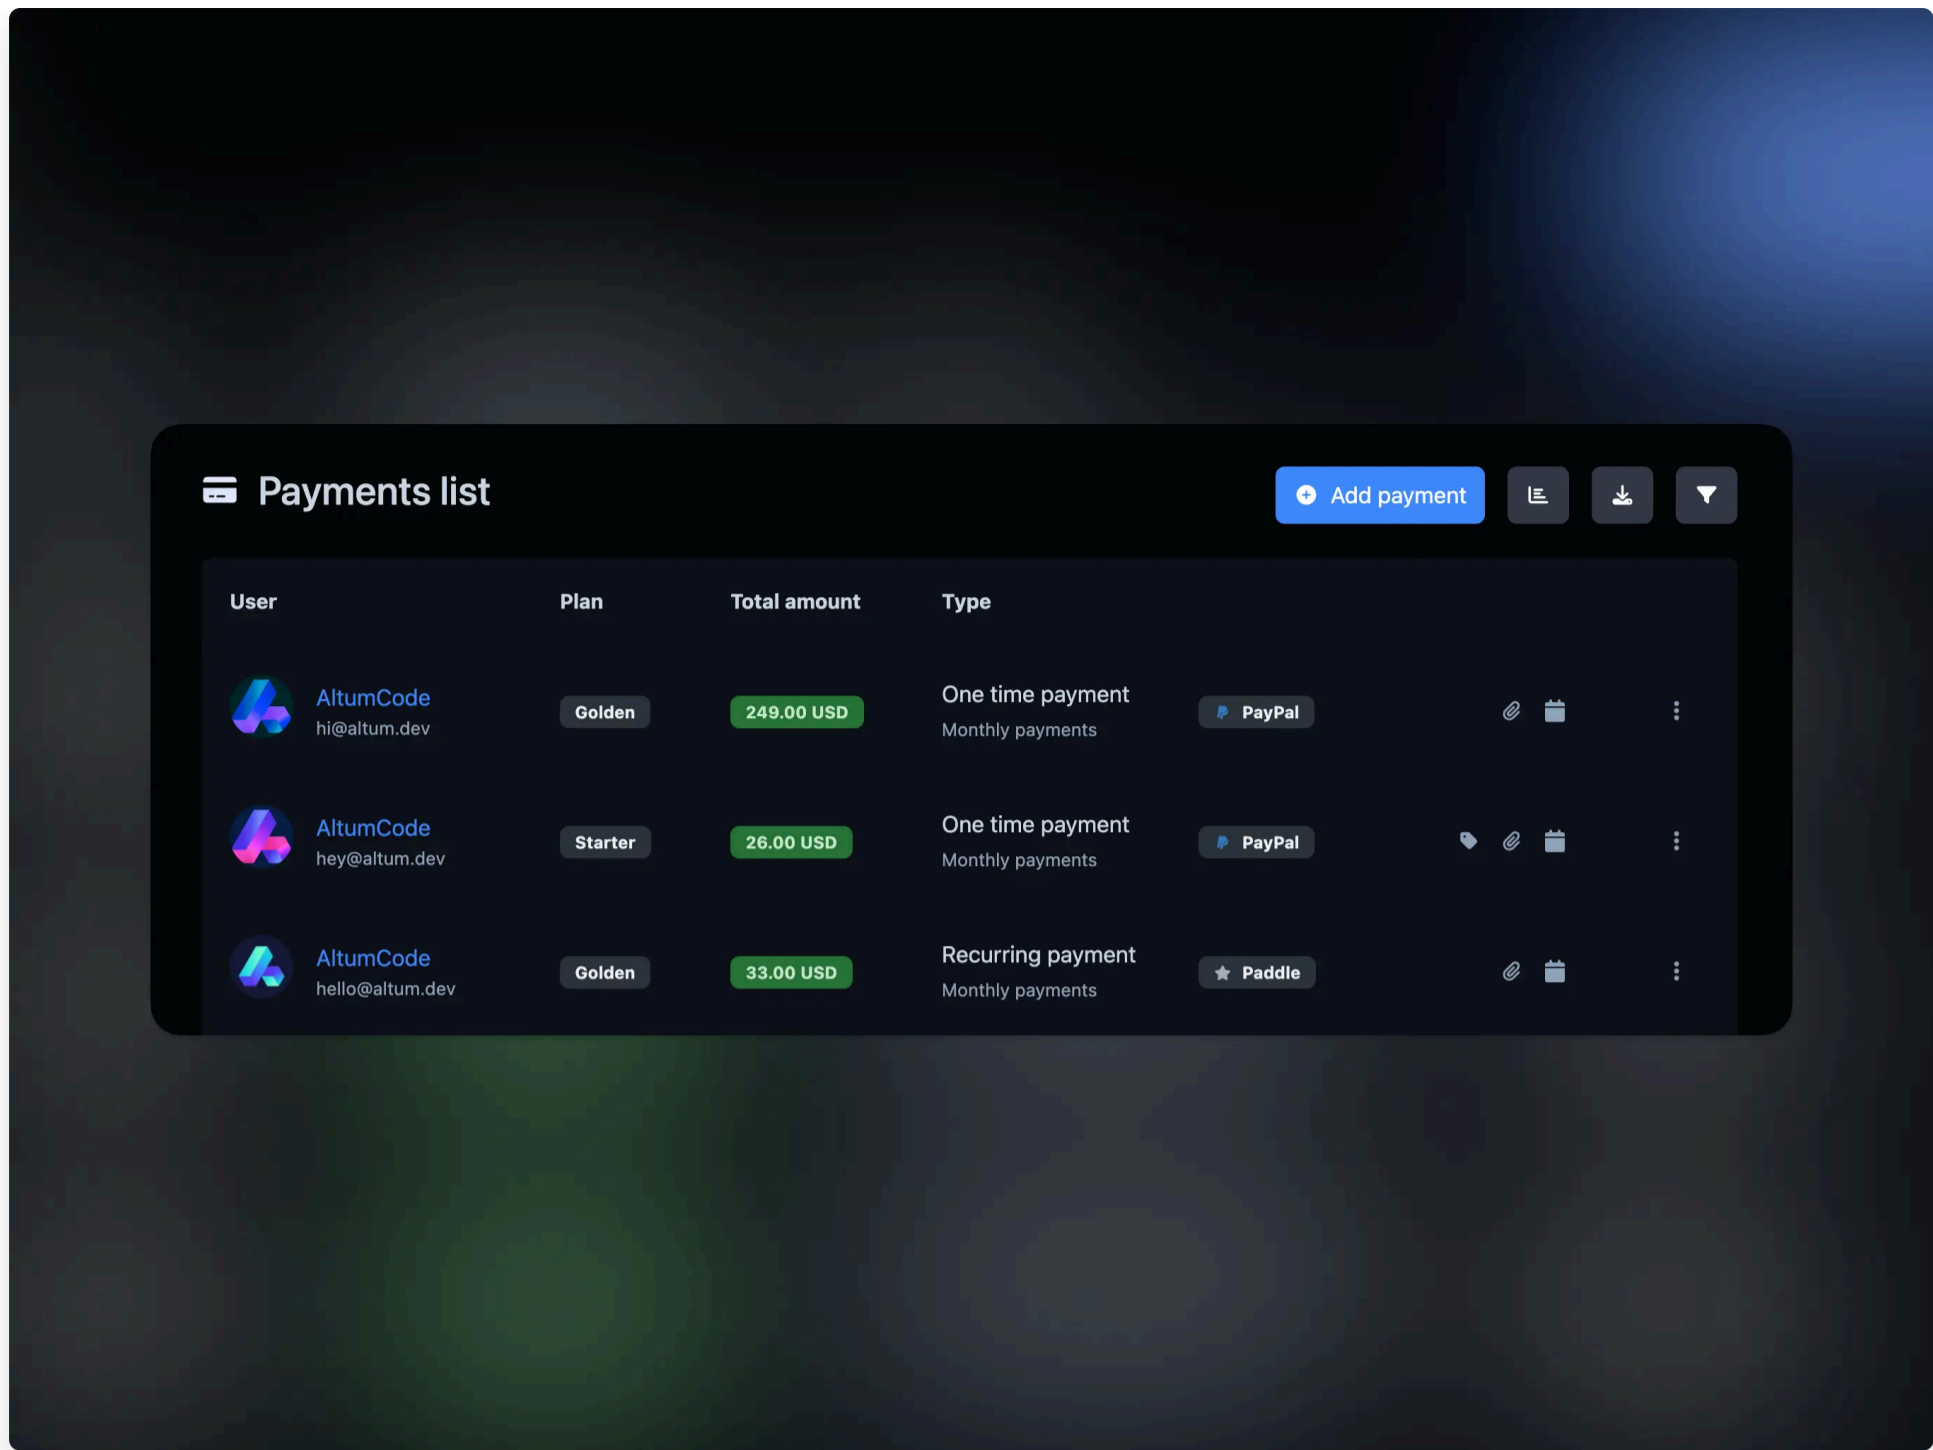 Payments list
Add payment
User Plan Total amount Type
AltumCode
hi@altum.dev
Golden
249.00 USD
One time payment
Monthly payments
PayPal
AltumCode
hey@altum.dev
Starter
26.00 USD
One time payment
Monthly payments
PayPal
AltumCode
hello@altum.dev
Golden
33.00 USD
Recurring payment
Monthly payments
Paddle